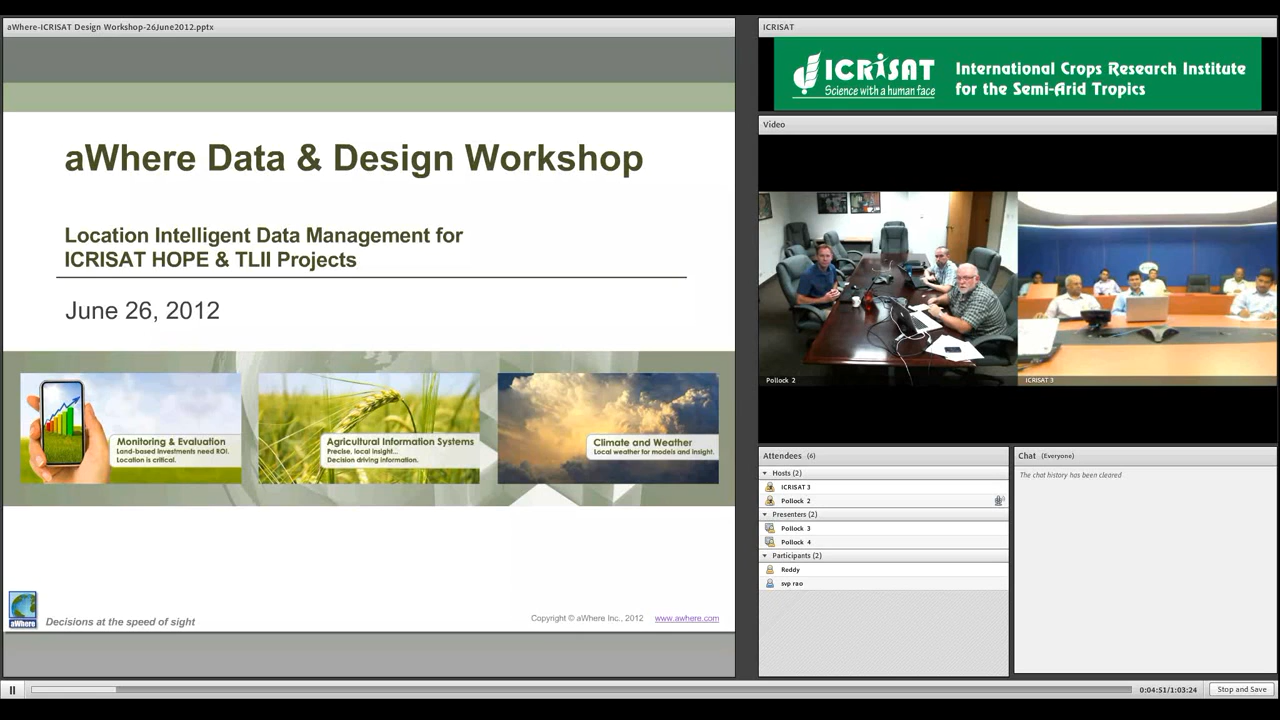 aWhere-ICRISAT Design Workshop-26June2012.pptx
aWhere Data & Design Workshop
Location Intelligent Data Management for
ICRISAT HOPE & TLII Projects
June 26, 2012
Monitoring & Evaluation
Land-based investments need ROI.
Location is critical.
Agricultural Information Systems
Precise, local insight...
Decision driving information.
Climate and Weather
Local weather for models and insight.
aWhere
Decisions at the speed of sight
Copyright © aWhere Inc., 2012 www.awhere.com
ICRISAT
ICRISAT
Science with a human face
International Crops Research Institute
for the Semi-Arid Tropics
Video
Pollock 2
ICRISAT 3
Attendees (6)
Hosts (2)
ICRISAT 3
Pollock 2
Presenters (2)
Pollock 3
Pollock 4
Participants (2)
Reddy
svp rao
Chat (Everyone)
The chat history has been cleared
0:04:51/1:03:24
Stop and Save